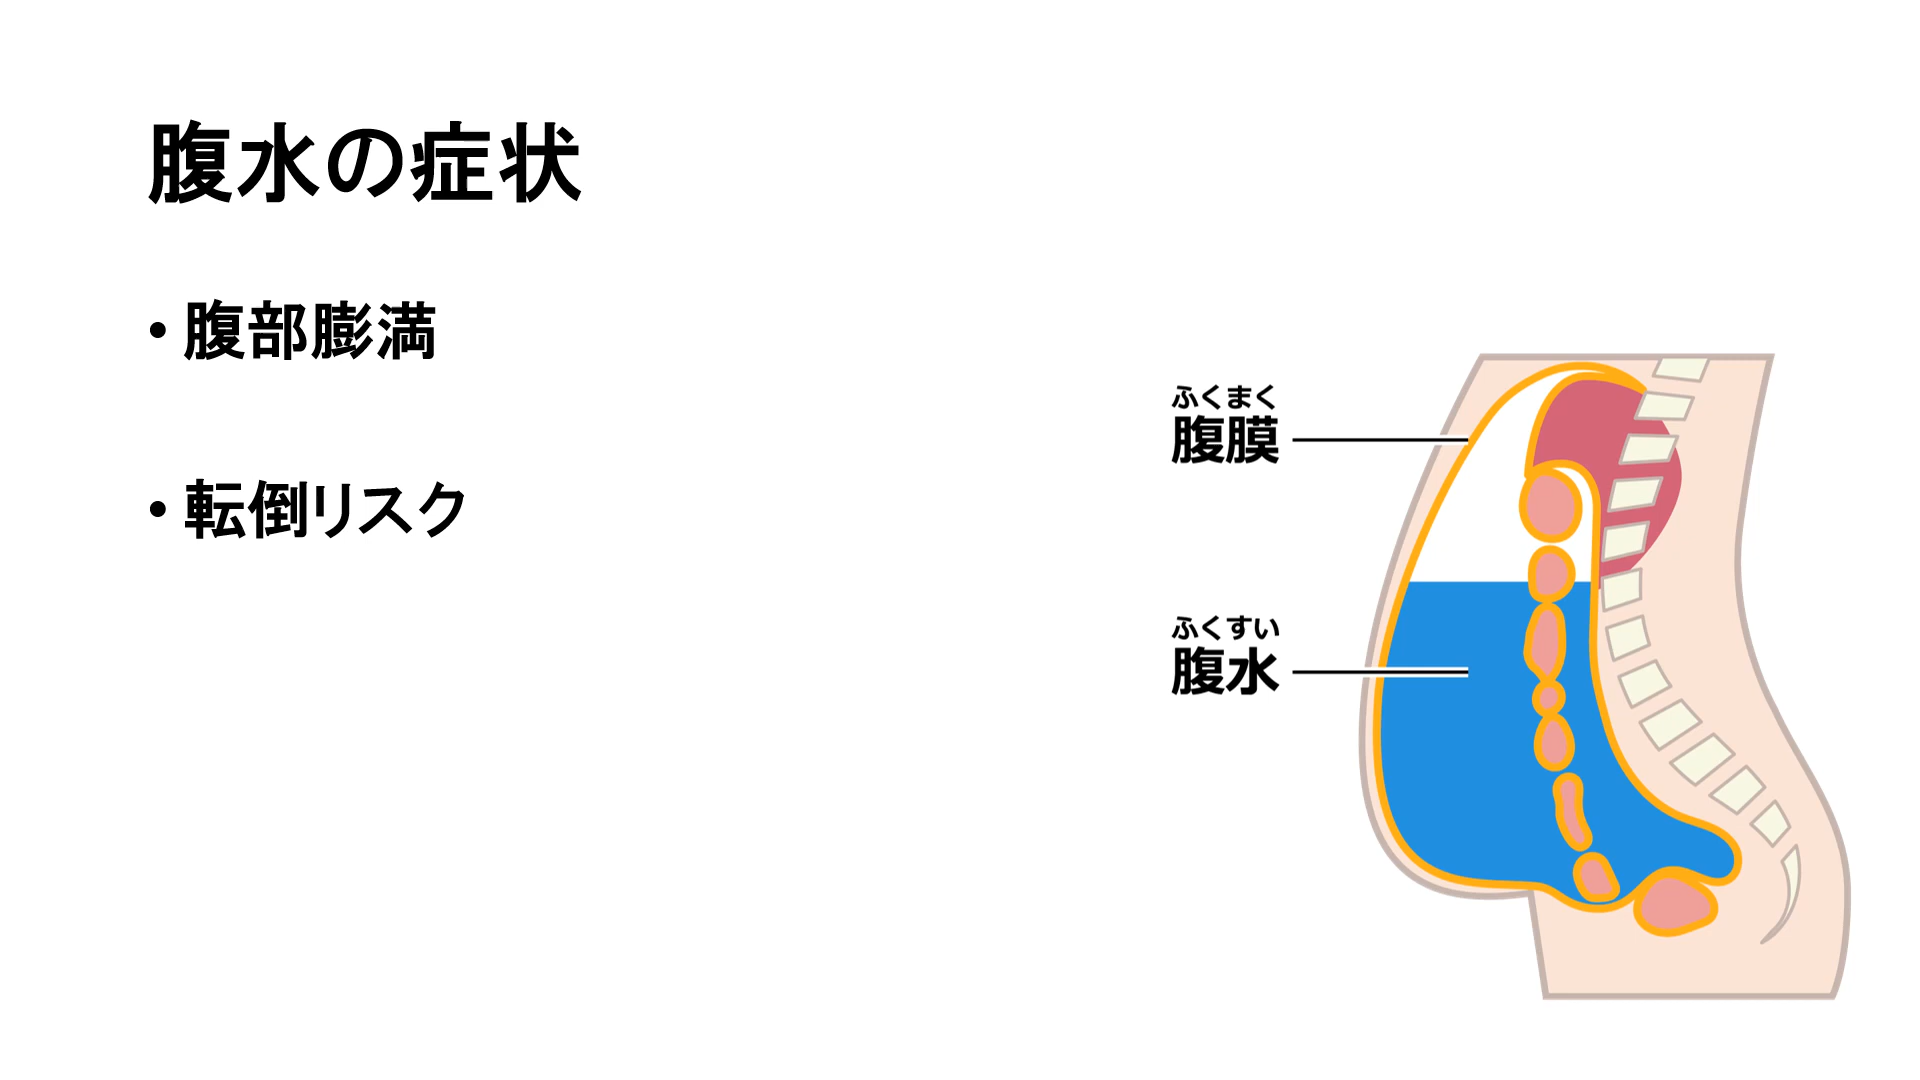 腹水の症状
• 腹部膨満
• 転倒リスク
ふくまく
腹膜
ふくすい
腹水